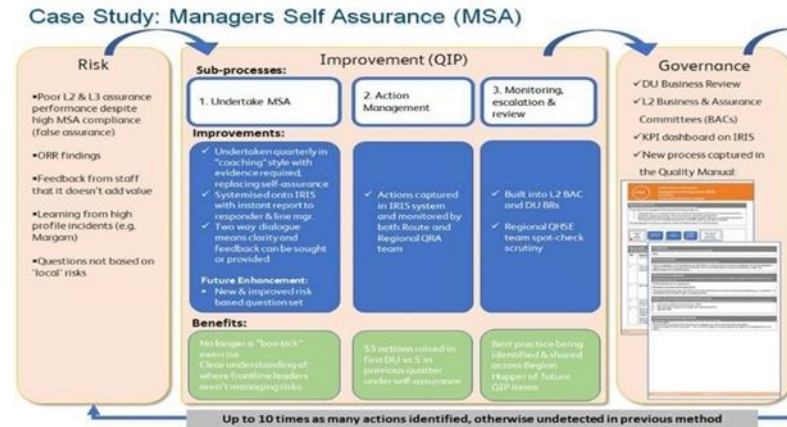 Case Study: Managers Self Assurance (MSA)
Risk
▪Poor L2 & L3 assurance
performance despite
high MSA compliance
(false assurance)
▪ORR findings
▪Feedback from staff
that it doesn't add value
▪Learning from high
profile incidents (e.g.
Margam)
▪Questions not based on
'local' risks
Improvement (QIP)
Sub-processes:
1. Undertake MSA
2. Action
Management
3. Monitoring,
escalation &
review
Improvements:
✓ Undertaken quarterly in
"coaching" style with
evidence required,
replacing self-assurance
✓ Systemised onto IRIS
with instant report to
responder & line mgr.
✓ Two way dialogue
means clarity and
feedback can be sought
or provided
Future Enhancement:
• New & improved risk
based question set
✓ Actions captured
in IRIS system
and monitored by
both Route and
Regional QRA
team
✓ Built into L2 BAC
and DU BRs
✓ Regional QHSE
team spot-check
scrutiny
Benefits:
No longer a "box-tick"
exercise
Clear understanding of
where frontline leaders
aren't managing risks.
53 actions raised in
first DU vs 5 in
previous quarter
under self-assurance
Best practice being
identified & shared
across Region
Hopper of future
QIP items.
Governance
✓DU Business Review
✓L2 Business & Assurance
Committees (BACs)
✓KPI dashboard on IRIS
✓New process captured in
the Quality Manual:
Up to 10 times as many actions identified, otherwise undetected in previous method